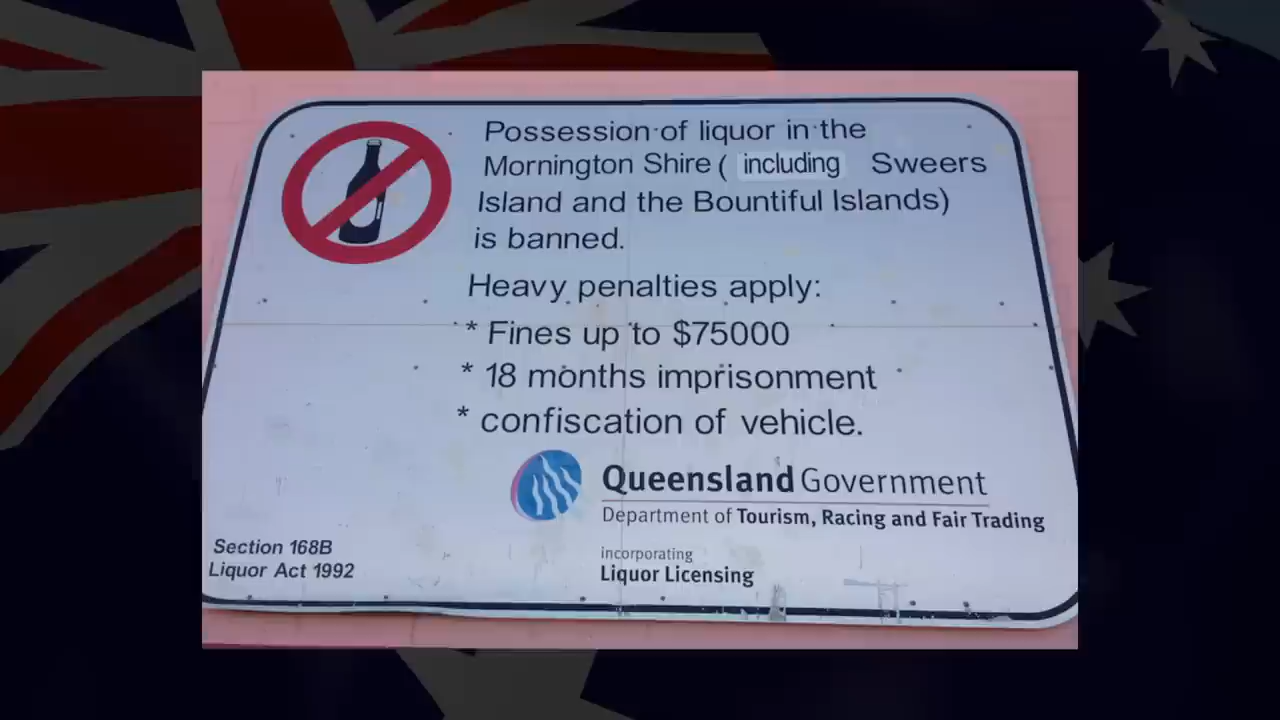 Possession of liquor in the
Mornington Shire ( including Sweers
Island and the Bountiful Islands)
is banned.
Heavy penalties apply:
* Fines up to $75000
* 18 months imprisonment
* confiscation of vehicle.
Queensland Government
Department of Tourism, Racing and Fair Trading
incorporating
Liquor Licensing
Section 168B
Liquor Act 1992